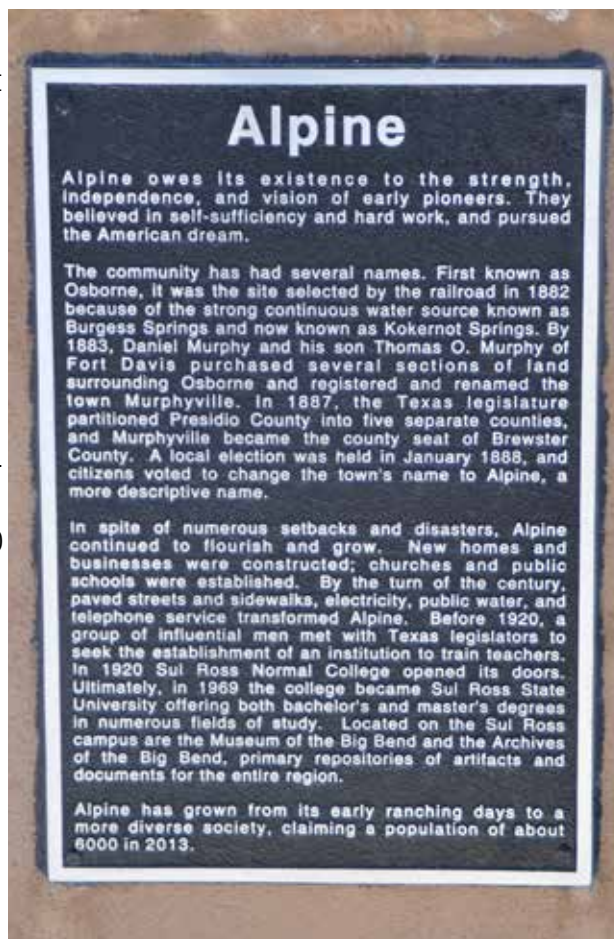 Alpine
Alpine owes its existence to the strength,
independence, and vision of early pioneers. They
believed in self-sufficiency and hard work, and pursued
the American dream.
The community has had several names. First known as
Osborne, it was the site selected by the railroad in 1882
because of the strong continuous water source known as
Burgess Springs and now known as Kokernot Springs. By
1883, Daniel Murphy and his son Thomas O. Murphy of
Fort Davis purchased several sections of land
surrounding Osborne and registered and renamed the
town Murphyville. In 1887, the Texas legislature
partitioned Presidio County into five separate counties,
and Murphyville became the county seat of Brewster
County. A local election was held in January 1888, and
citizens voted to change the town's name to Alpine, a
more descriptive name.
In spite of numerous setbacks and disasters, Alpine
continued to flourish and grow. New homes and
businesses were constructed; churches and public
schools were established. By the turn of the century,
paved streets and sidewalks, electricity, public water, and
telephone service transformed Alpine. Before 1920, a
group of influential men met with Texas legislators to
seek the establishment of an institution to train teachers.
In 1920 Sul Ross Normal College opened its doors.
Ultimately, in 1969 the college became Sul Ross State
University offering both bachelor's and master's degrees
in numerous fields of study. Located on the Sul Ross
campus are the Museum of the Big Bend and the Archives
of the Big Bend, primary repositories of artifacts and
documents for the entire region.
Alpine has grown from its early ranching days to a
more diverse society, claiming a population of about
6000 in 2013.